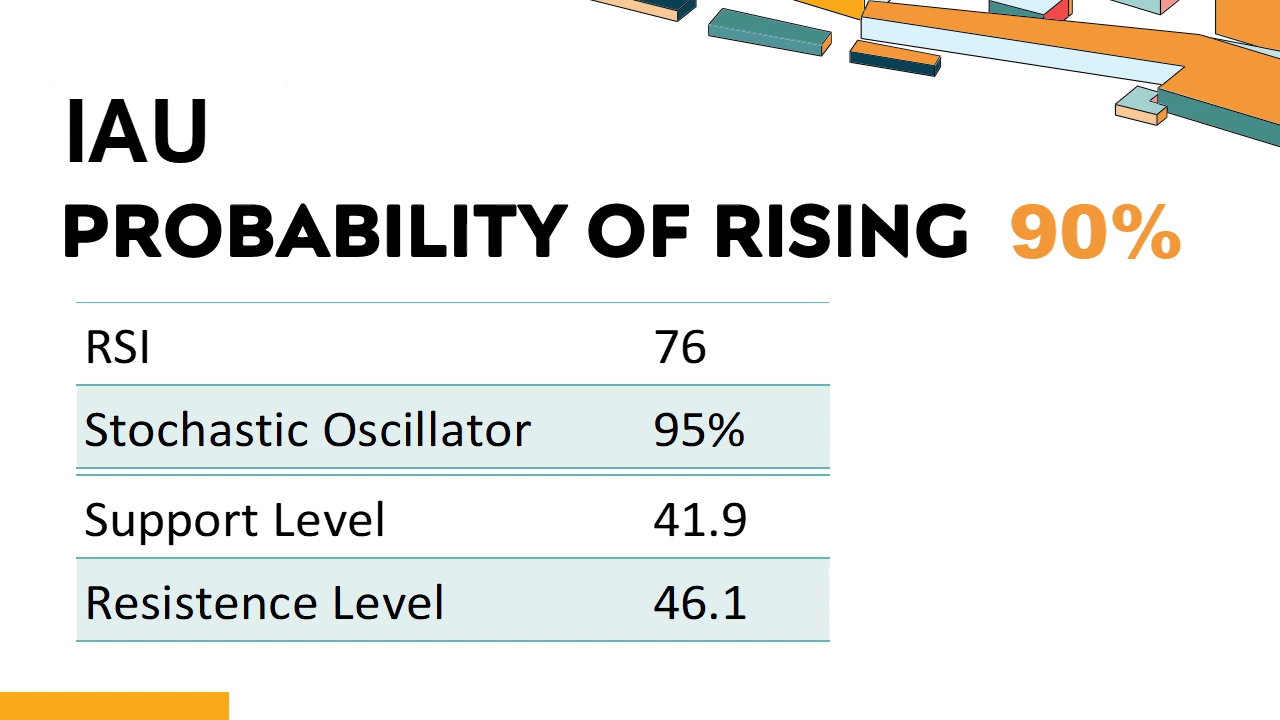 IAU
PROBABILITY OF RISING 90%
RSI 76
Stochastic Oscillator 95%
Support Level 41.9
Resistence Level 46.1